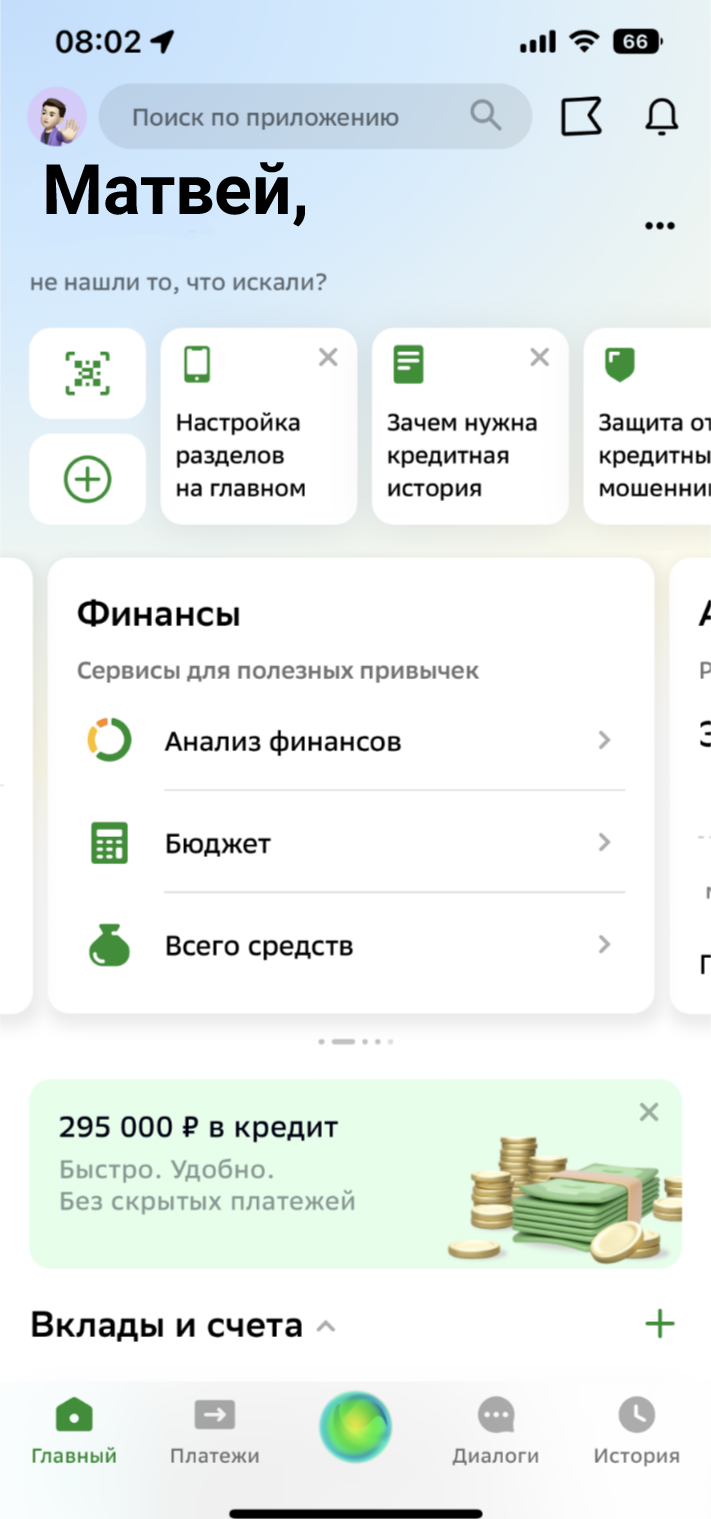 08:02
66
Поиск по приложению
Матвей,
не нашли то, что искали?
Настройка
разделов
на главном
Зачем нужна
кредитная
история
Защита от
кредитны
мошенни
Финансы
Сервисы для полезных привычек
Анализ финансов
Бюджет
Всего средств
295 000 ₽ в кредит
Быстро. Удобно.
Без скрытых платежей
Вклады и счета
Главный
Платежи
Диалоги
История